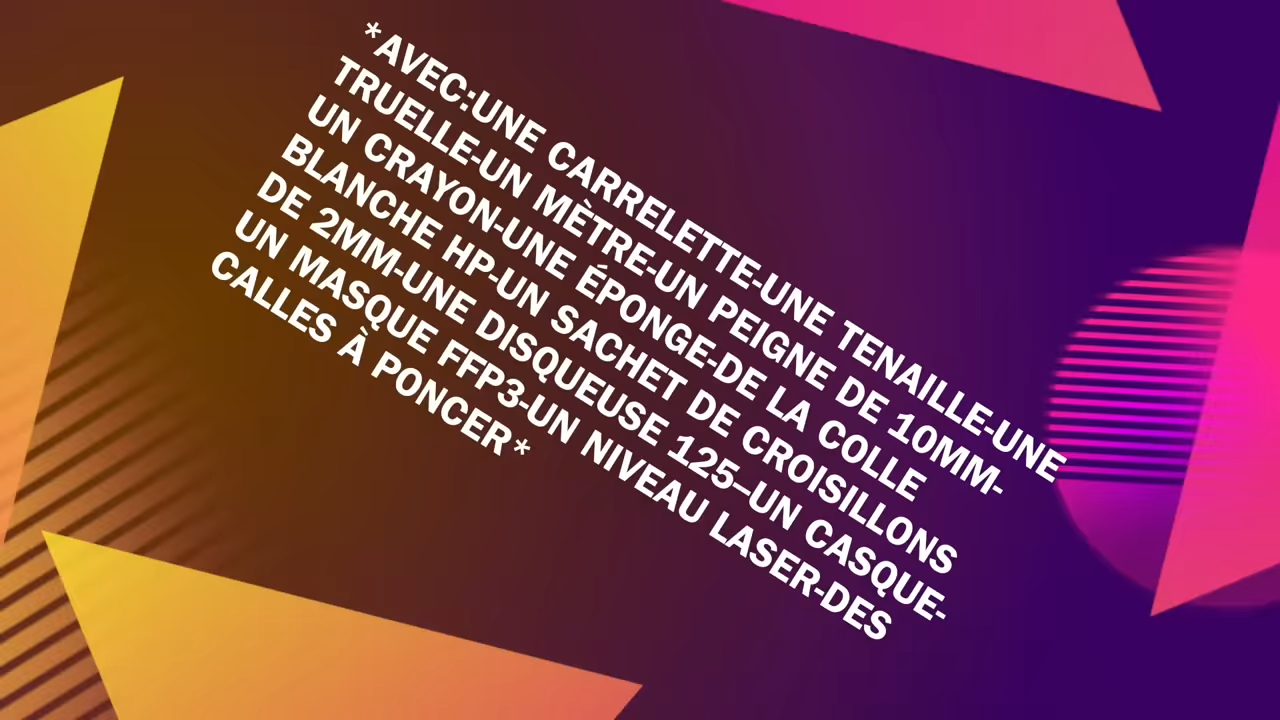 *AVEC:UNE CARRELETTE-UNE TENAILLE-UNE
TRUELLE-UN MÈTRE-UN PEIGNE DE 10MM-
UN CRAYON-UNE ÉPONGE-DE LA COLLE
BLANCHE HP-UN SACHET DE CROISILLONS
DE 2MM-UNE DISQUEUSE 125–UN CASQUE-
UN MASQUE FFP3-UN NIVEAU LASER-DES
CALLES À PONCER*